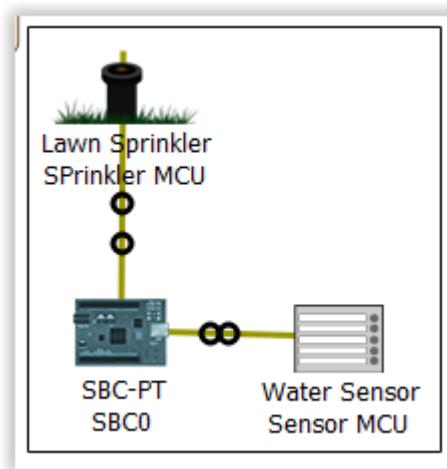 Lawn Sprinkler
SPrinkler MCU
SBC-PT
SBC0
Water Sensor
Sensor MCU